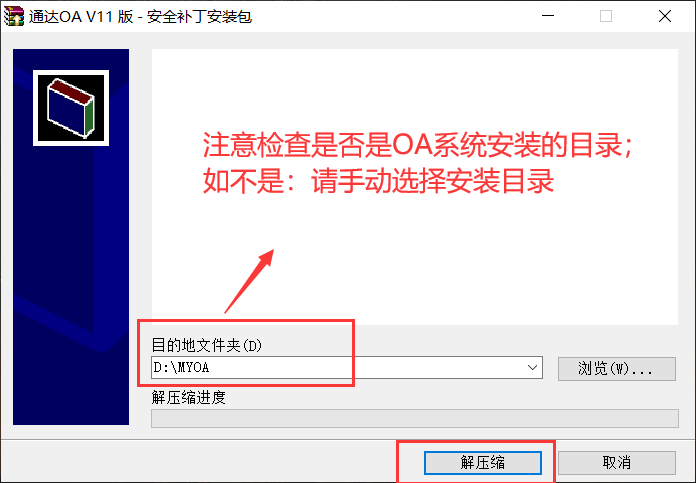 通达OA V11 版 - 安全补丁安装包
注意检查是否是OA系统安装的目录；
如不是：请手动选择安装目录
目的地文件夹(D)
D:\MYOA
浏览(W)...
解压缩进度
解压缩
取消